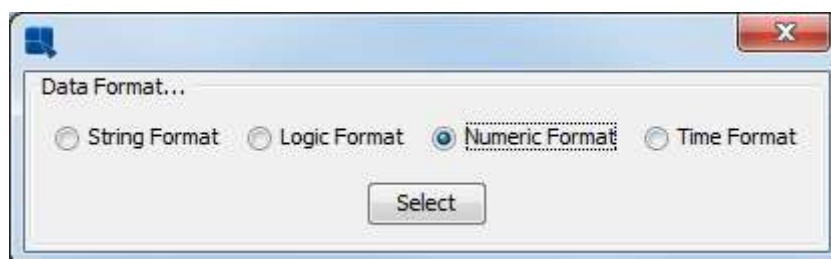 Data Format...
String Format Logic Format Numeric Format Time Format
Select